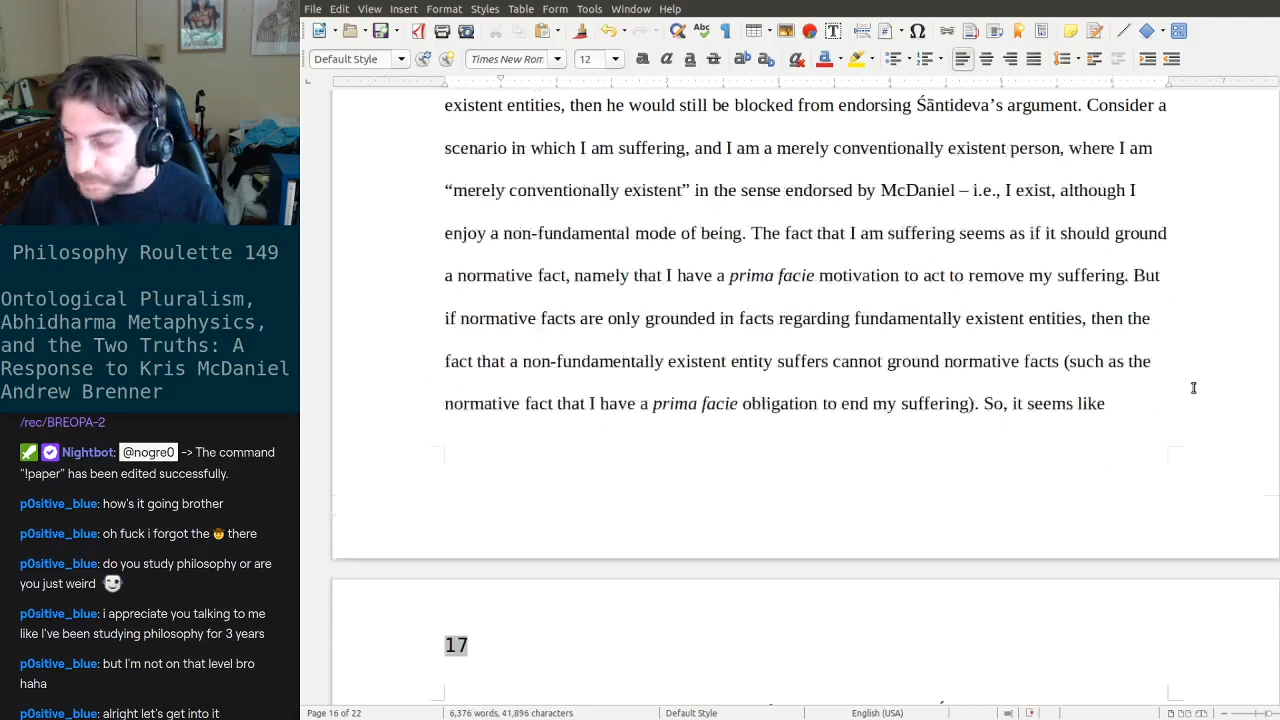 File Edit View Insert Format Styles Table Form Tools Window Help
Default Style Times New Rom 12
Philosophy Roulette 149
Ontological Pluralism,
Abhidharma Metaphysics,
and the Two Truths: A
Response to Kris McDaniel
Andrew Brenner
/rec/BREOPA-2
Nightbot: @nogre0 -> The command
"!paper" has been edited successfully.
p0sitive_blue: how's it going brother
p0sitive_blue: oh fuck i forgot the 🤠 there
p0sitive_blue: do you study philosophy or are
you just weird
p0sitive_blue: i appreciate you talking to me
like I've been studying philosophy for 3 years
p0sitive_blue: but I'm not on that level bro
haha
p0sitive_blue: alright let's get into it
existent entities, then he would still be blocked from endorsing Śāntideva's argument. Consider a
scenario in which I am suffering, and I am a merely conventionally existent person, where I am
“merely conventionally existent” in the sense endorsed by McDaniel – i.e., I exist, although I
enjoy a non-fundamental mode of being. The fact that I am suffering seems as if it should ground
a normative fact, namely that I have a prima facie motivation to act to remove my suffering. But
if normative facts are only grounded in facts regarding fundamentally existent entities, then the
fact that a non-fundamentally existent entity suffers cannot ground normative facts (such as the
normative fact that I have a prima facie obligation to end my suffering). So, it seems like
17
Page 16 of 22 6,376 words, 41,896 characters Default Style English (USA)